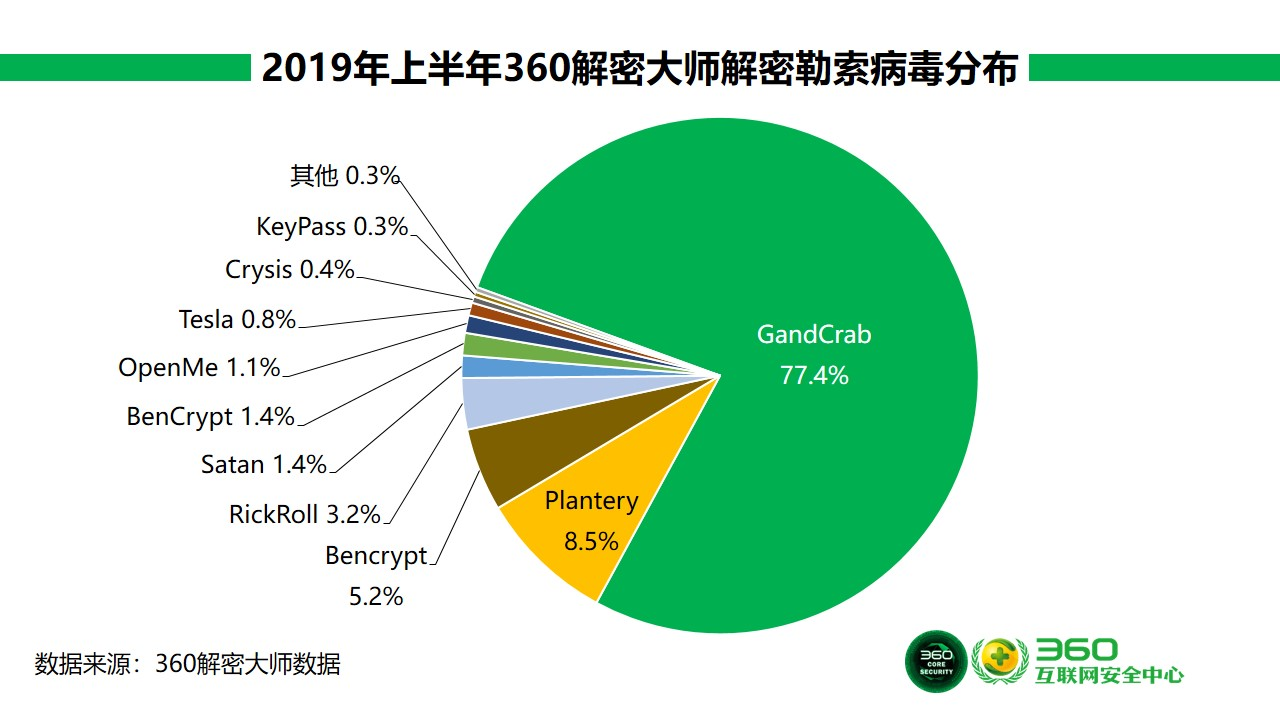 2019年上半年360解密大师解密勒索病毒分布
其他 0.3%
KeyPass 0.3%
Crysis 0.4%
Tesla 0.8%
OpenMe 1.1%
BenCrypt 1.4%
Satan 1.4%
RickRoll 3.2%
Bencrypt
5.2%
Plantery
8.5%
GandCrab
77.4%
数据来源：360解密大师数据
360
CORE
SECURITY
360
互联网安全中心